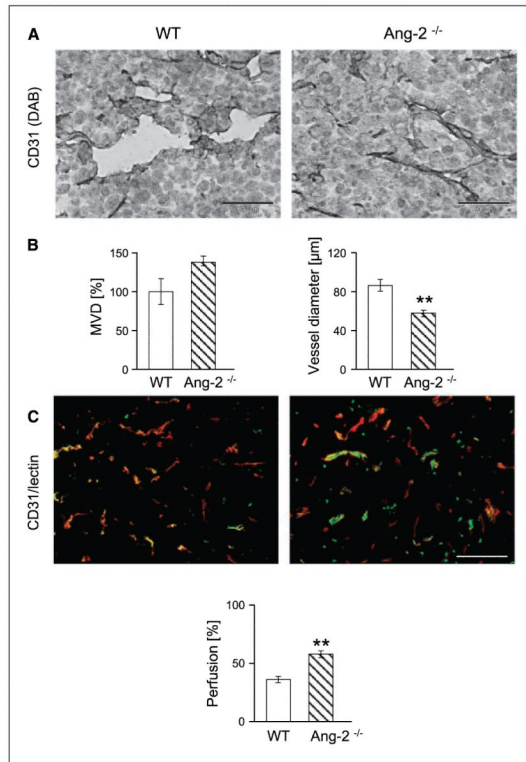 A
WT
Ang-2 -/-
CD31 (DAB)
B
MVD [%]
150
100
50
0
WT
Ang-2 -/-
Vessel diameter [µm]
120
80
40
0
**
WT
Ang-2 -/-
C
CD31/lectin
Perfusion [%]
100
50
0
**
WT
Ang-2 -/-